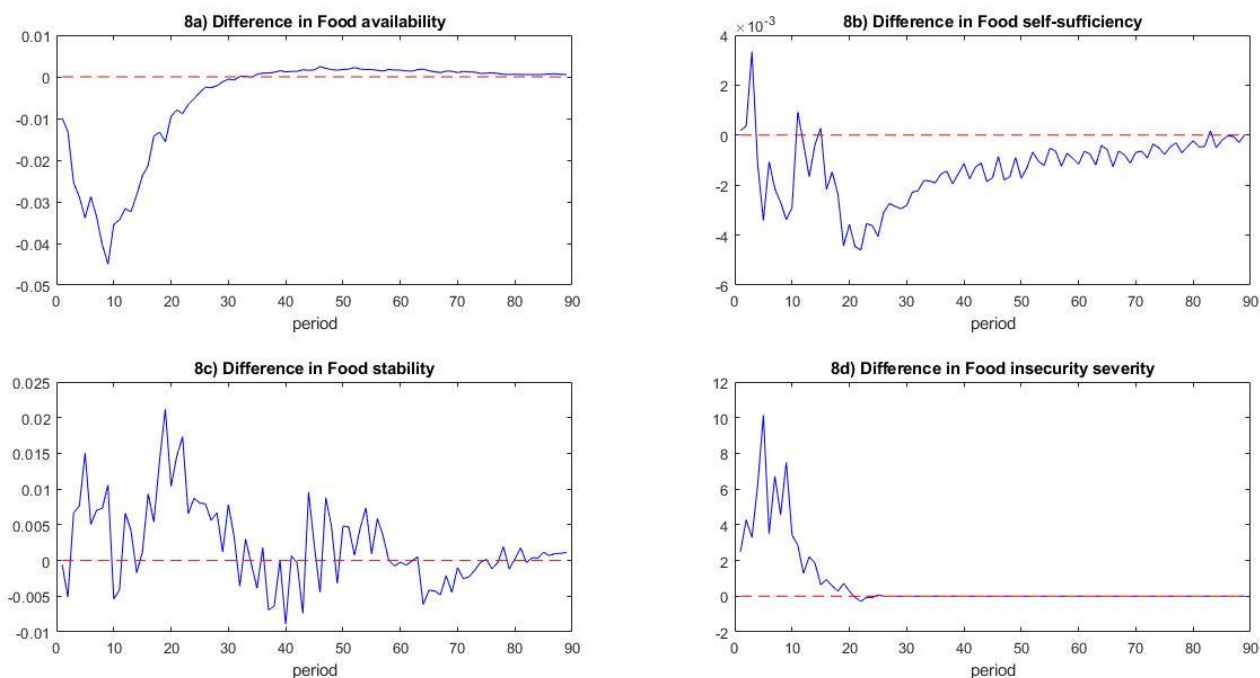 8a) Difference in Food availability
0.01
0
-0.01
-0.02
-0.03
-0.04
-0.05
0 10 20 30 40 50 60 70 80 90
period
8b) Difference in Food self-sufficiency
×10⁻³
4
2
0
-2
-4
-6
0 10 20 30 40 50 60 70 80 90
period
8c) Difference in Food stability
0.025
0.02
0.015
0.01
0.005
0
-0.005
-0.01
0 10 20 30 40 50 60 70 80 90
period
8d) Difference in Food insecurity severity
12
10
8
6
4
2
0
-2
0 10 20 30 40 50 60 70 80 90
period